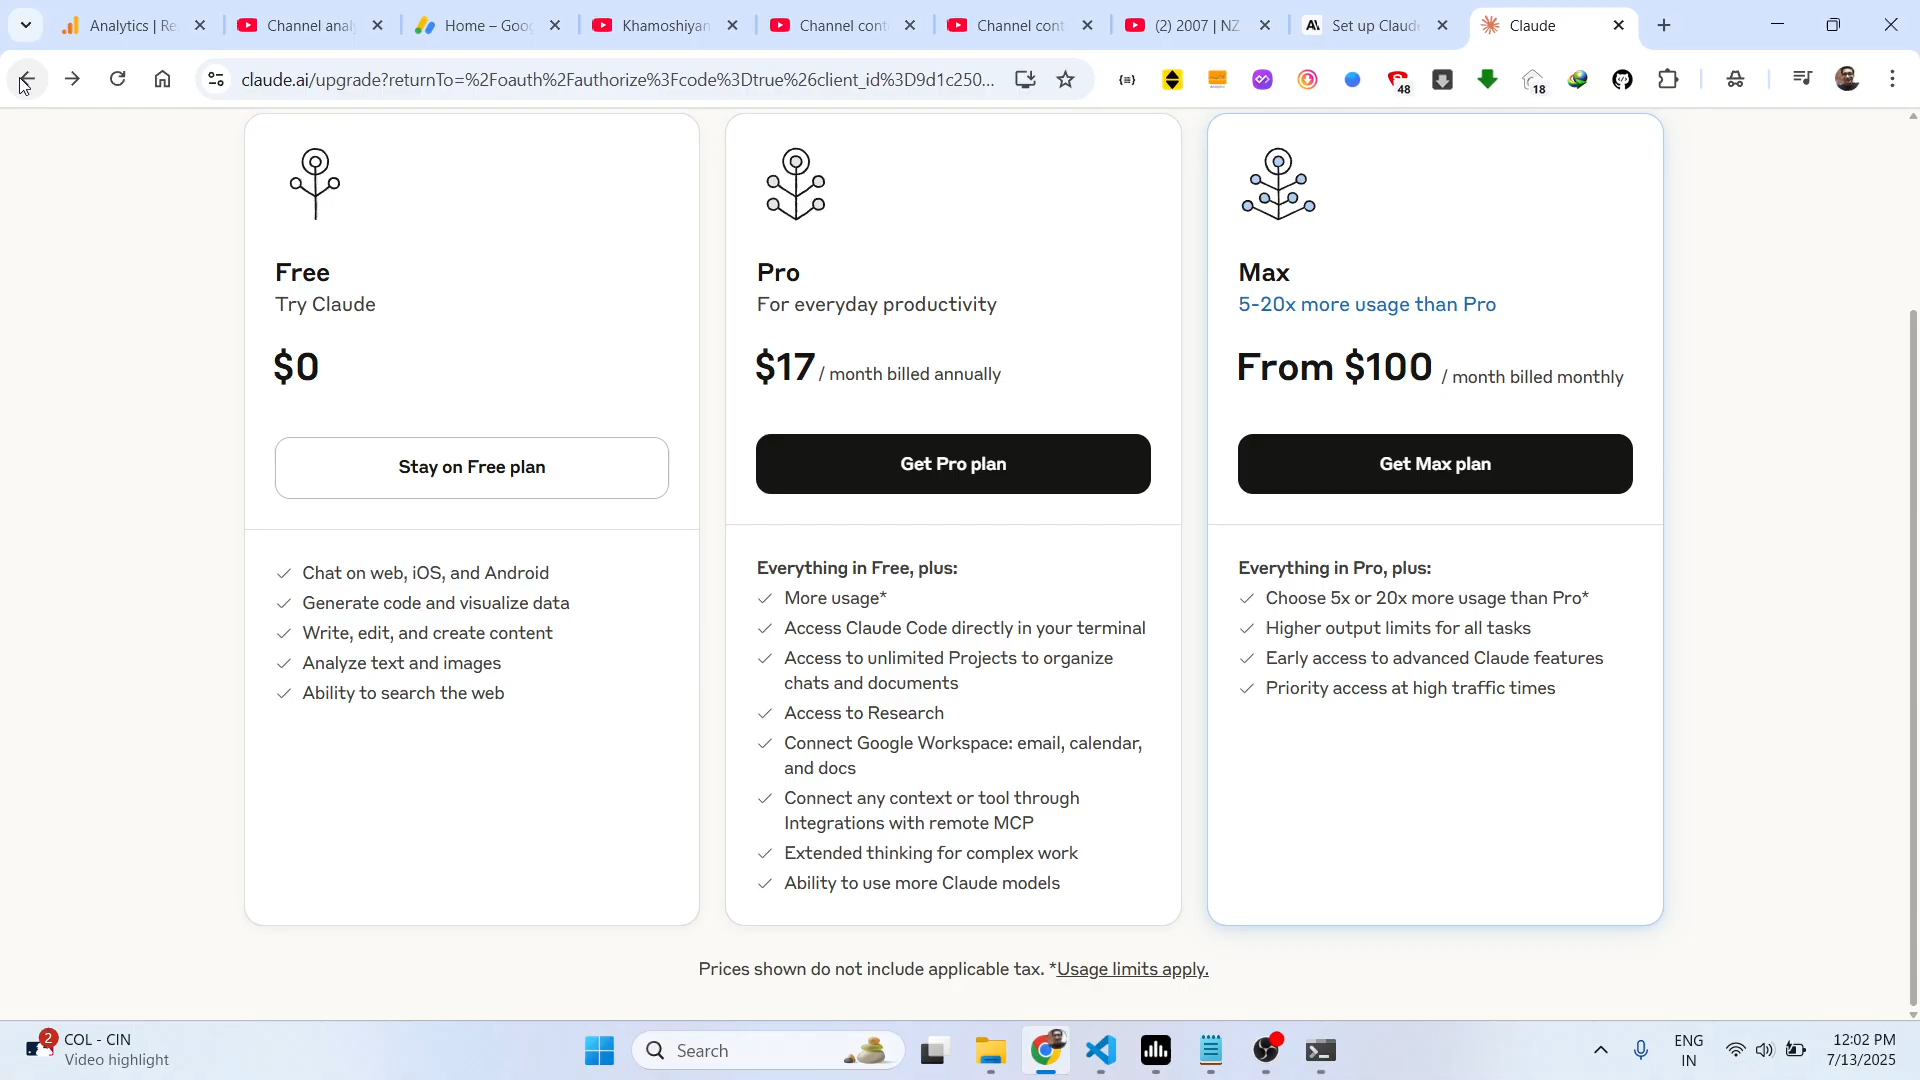 Analytics | Re
Channel anal
Home – Goo
Khamoshiyan
Channel cont
Channel cont
(2) 2007 | NZ
Set up Claude
Claude
claude.ai/upgrade?returnTo=%2Foauth%2Fauthorize%3Fcode%3Dtrue%26client_id%3D9d1c250...
48
18
Free
Try Claude
$0
Stay on Free plan
Chat on web, iOS, and Android
Generate code and visualize data
Write, edit, and create content
Analyze text and images
Ability to search the web
Pro
For everyday productivity
$17 / month billed annually
Get Pro plan
Everything in Free, plus:
More usage*
Access Claude Code directly in your terminal
Access to unlimited Projects to organize
chats and documents
Access to Research
Connect Google Workspace: email, calendar,
and docs
Connect any context or tool through
Integrations with remote MCP
Extended thinking for complex work
Ability to use more Claude models
Max
5-20x more usage than Pro
From $100 / month billed monthly
Get Max plan
Everything in Pro, plus:
Choose 5x or 20x more usage than Pro*
Higher output limits for all tasks
Early access to advanced Claude features
Priority access at high traffic times
Prices shown do not include applicable tax. *Usage limits apply.
2
COL - CIN
Video highlight
Search
ENG
IN
12:02 PM
7/13/2025